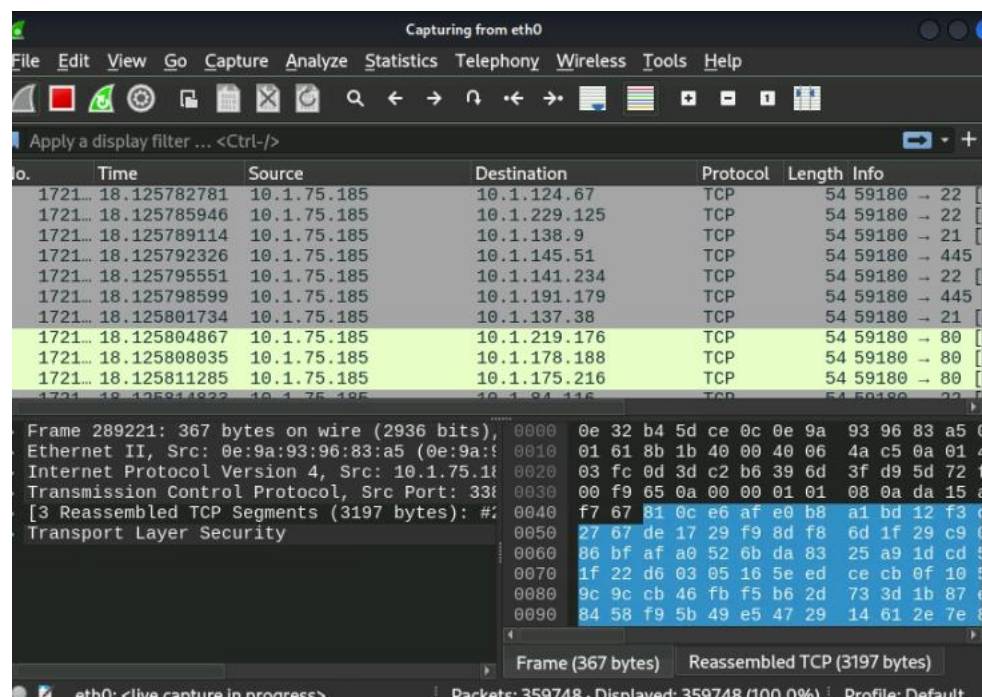 Capturing from eth0
File Edit View Go Capture Analyze Statistics Telephony Wireless Tools Help
Apply a display filter ... <Ctrl-/>
No. Time Source Destination Protocol Length Info
1721… 18.125782781 10.1.75.185 10.1.124.67 TCP 54 59180 → 22 [
1721… 18.125785946 10.1.75.185 10.1.229.125 TCP 54 59180 → 22 [
1721… 18.125789114 10.1.75.185 10.1.138.9 TCP 54 59180 → 21 [
1721… 18.125792326 10.1.75.185 10.1.145.51 TCP 54 59180 → 445
1721… 18.125795551 10.1.75.185 10.1.141.234 TCP 54 59180 → 22 [
1721… 18.125798599 10.1.75.185 10.1.191.179 TCP 54 59180 → 445
1721… 18.125801734 10.1.75.185 10.1.137.38 TCP 54 59180 → 21 [
1721… 18.125804867 10.1.75.185 10.1.219.176 TCP 54 59180 → 80 [
1721… 18.125808035 10.1.75.185 10.1.178.188 TCP 54 59180 → 80 [
1721… 18.125811285 10.1.75.185 10.1.175.216 TCP 54 59180 → 80 [
Frame 289221: 367 bytes on wire (2936 bits),
Ethernet II, Src: 0e:9a:93:96:83:a5 (0e:9a:9
Internet Protocol Version 4, Src: 10.1.75.18
Transmission Control Protocol, Src Port: 338
[3 Reassembled TCP Segments (3197 bytes): #2
Transport Layer Security
0000 0e 32 b4 5d ce 0c 0e 9a 93 96 83 a5 0
0010 01 61 8b 1b 40 00 40 06 4a c5 0a 01 4
0020 03 fc 0d 3d c2 b6 39 6d 3f d9 5d 72 f
0030 00 f9 65 0a 00 00 01 01 08 0a da 15 a
0040 f7 67 81 0c e6 af e0 b8 a1 bd 12 f3
0050 27 67 de 17 29 f9 8d f8 6d 1f 29 c9 0
0060 86 bf af a0 52 6b da 83 25 a9 1d cd 5
0070 1f 22 d6 03 05 16 5e ed ce cb 0f 10 5
0080 9c 9c cb 46 fb f5 b6 2d 73 3d 1b 87
0090 84 58 f9 5b 49 e5 47 29 14 61 2e 7e 8
Frame (367 bytes) Reassembled TCP (3197 bytes)
eth0: <live capture in progress> Packets: 359748 · Displayed: 359748 (100.0%) Profile: Default